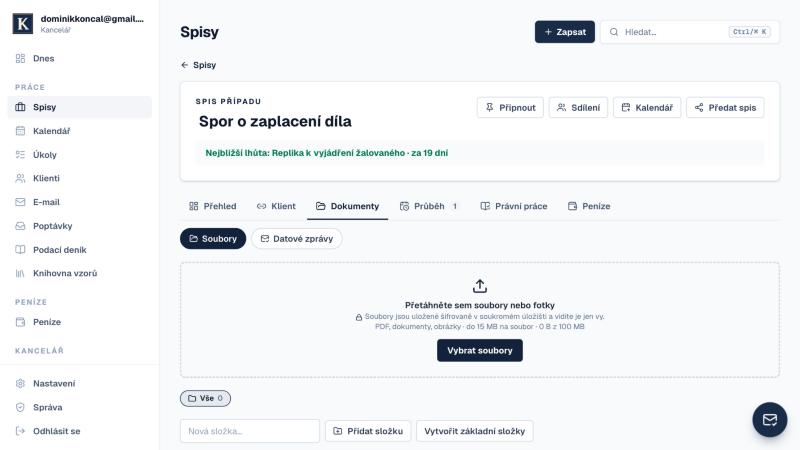 K
dominikkoncal@gmail....
Kancelář
Dnes
PRÁCE
Spisy
Kalendář
Úkoly
Klienti
E-mail
Poptávky
Podací deník
Knihovna vzorů
PENÍZE
Peníze
KANCELÁŘ
Nastavení
Správa
Odhlásit se
Spisy
+ Zapsat
Hledat…
Ctrl/⌘ K
← Spisy
SPIS PŘÍPADU
Spor o zaplacení díla
Připnout
Sdílení
Kalendář
Předat spis
Nejbližší lhůta: Replika k vyjádření žalovaného · za 19 dní
Přehled
Klient
Dokumenty
Průběh 1
Právní práce
Peníze
Soubory
Datové zprávy
Přetáhněte sem soubory nebo fotky
Soubory jsou uložené šifrovaně v soukromém úložišti a vidíte je jen vy.
PDF, dokumenty, obrázky · do 15 MB na soubor · 0 B z 100 MB
Vybrat soubory
Vše 0
Nová složka…
Přidat složku
Vytvořit základní složky